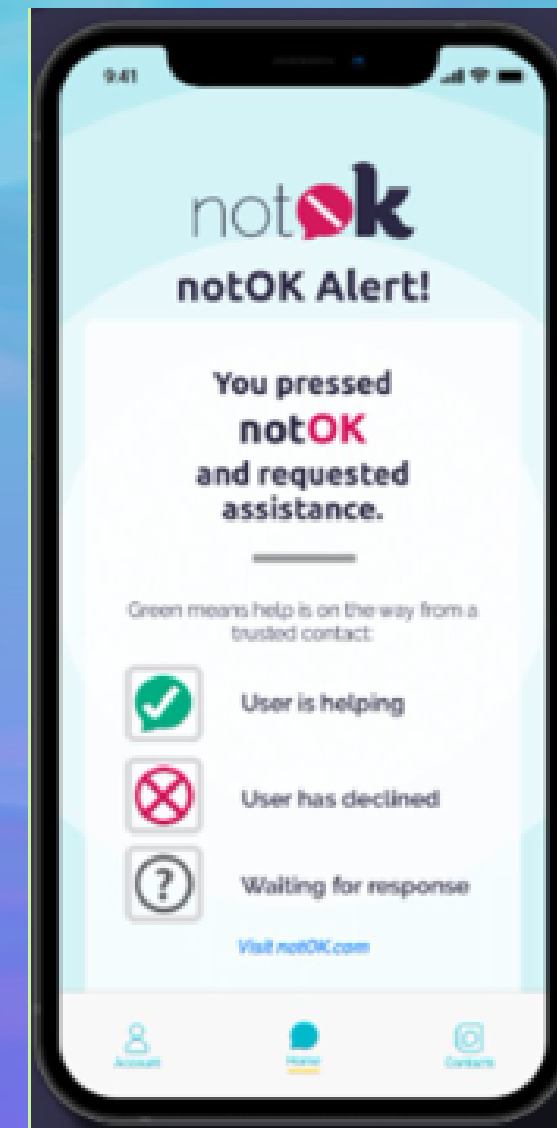 9:41
notOk
notOK Alert!
You pressed
notOK
and requested
assistance.
Green means help is on the way from a
trusted contact
User is helping
User has declined
? Waiting for response
Visit notOK.com
Account Home Contacts